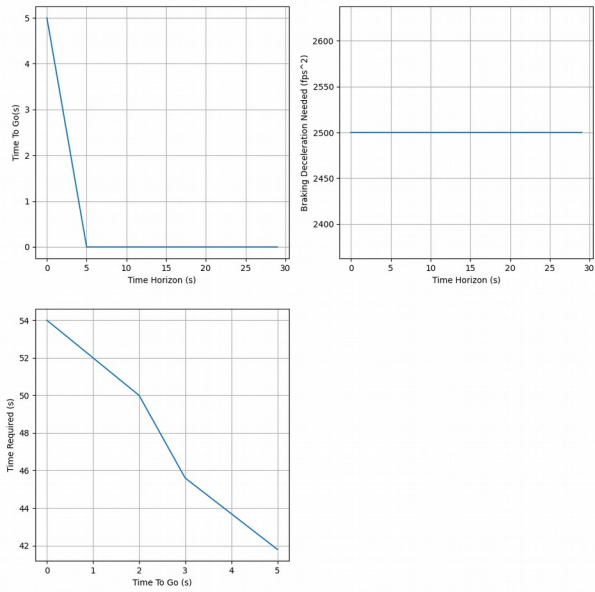 5
4
3
2
1
0
Time To Go(s)
0 5 10 15 20 25 30
Time Horizon (s)
2600
2550
2500
2450
2400
Braking Deceleration Needed (fps^2)
0 5 10 15 20 25 30
Time Horizon (s)
54
52
50
48
46
44
42
Time Required (s)
0 1 2 3 4 5
Time To Go (s)